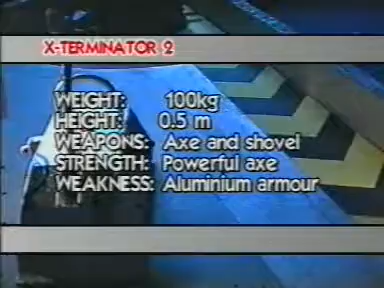 X-TERMINATOR 2
WEIGHT: 100kg
HEIGHT: 0.5 m
WEAPONS: Axe and shovel
STRENGTH: Powerful axe
WEAKNESS: Aluminium armour